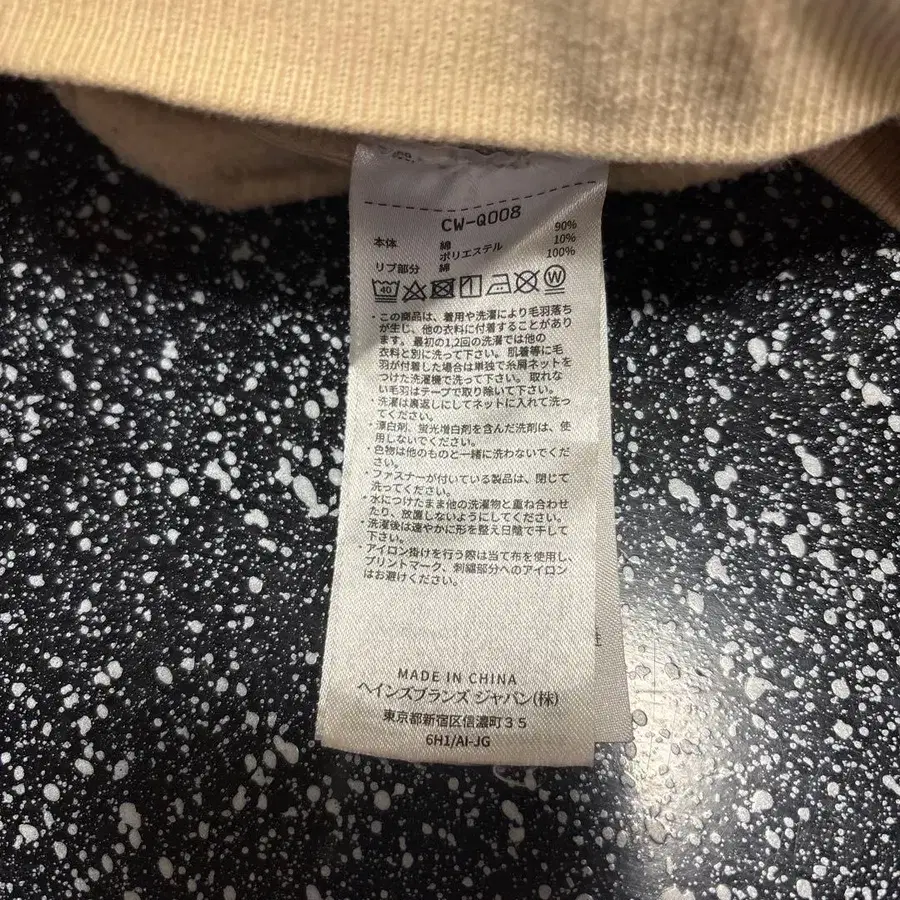 CW-Q008
本体 綿 90%
ポリエステル 10%
リブ部分 綿 100%
40 W
・この商品は、着用や洗濯により毛羽落ち
が生じ、他の衣料に付着することがあり
ます。最初の1,2回の洗濯では他の
衣料と別に洗って下さい。肌着等に毛
羽が付着した場合は単独で糸屑ネットを
つけた洗濯機で洗って下さい。取れな
い毛羽はテープで取り除いて下さい。
・洗濯は裏返しにしてネットに入れて洗っ
てください。
・漂白剤、蛍光増白剤を含んだ洗剤は、使
用しないでください。
・色物は他のものと一緒に洗わないでくだ
さい。
・ファスナーが付いている製品は、閉じて
洗ってください。
・水につけたまま他の洗濯物と重ね合わせ
たり、放置しないようにしてください。
・洗濯後は速やかに形を整え日陰で干して
下さい。
・アイロン掛けを行う際は当て布を使用し、
プリントマーク、刺繍部分へのアイロン
はお避けください。
MADE IN CHINA
ヘインズブランズ ジャパン(株)
東京都新宿区信濃町35
6H1/AI-JG